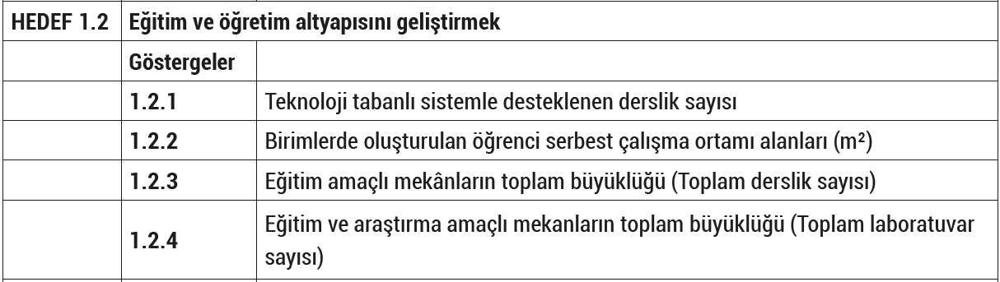 HEDEF 1.2 Eğitim ve öğretim altyapısını geliştirmek
Göstergeler
1.2.1 Teknoloji tabanlı sistemle desteklenen derslik sayısı
1.2.2 Birimlerde oluşturulan öğrenci serbest çalışma ortamı alanları (m²)
1.2.3 Eğitim amaçlı mekânların toplam büyüklüğü (Toplam derslik sayısı)
1.2.4 Eğitim ve araştırma amaçlı mekanların toplam büyüklüğü (Toplam laboratuvar
sayısı)